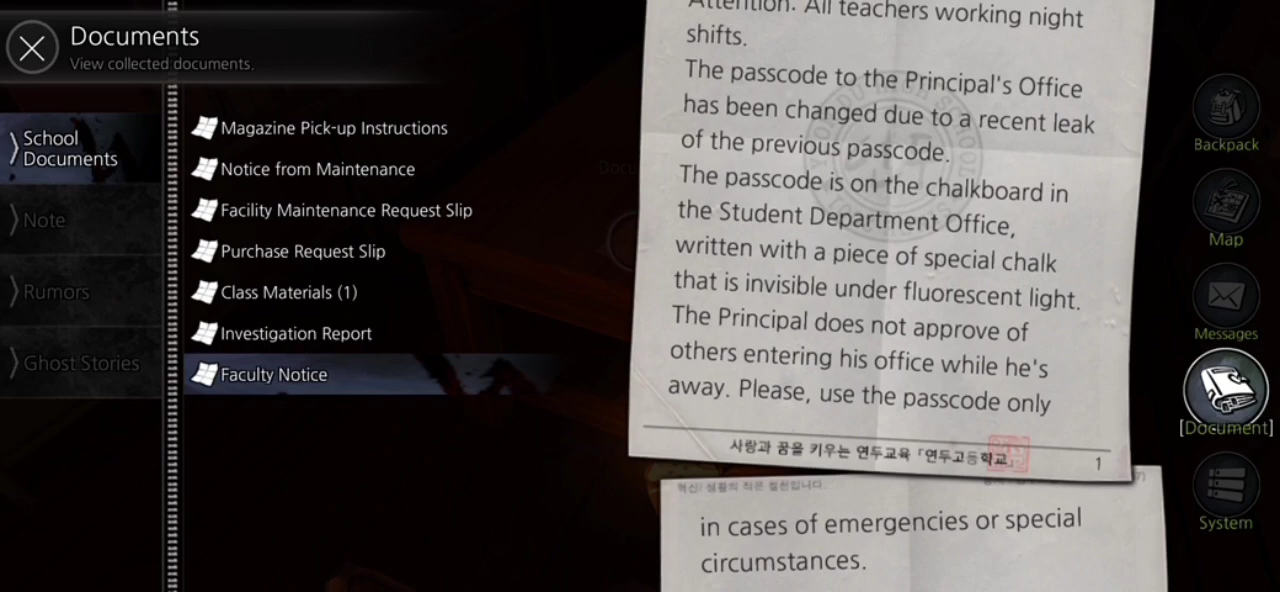 Documents
View collected documents.
School
Documents
Note
Rumors
Ghost Stories
Magazine Pick-up Instructions
Notice from Maintenance
Facility Maintenance Request Slip
Purchase Request Slip
Class Materials (1)
Investigation Report
Faculty Notice
Attention: All teachers working night
shifts.
The passcode to the Principal's Office
has been changed due to a recent leak
of the previous passcode.
The passcode is on the chalkboard in
the Student Department Office,
written with a piece of special chalk
that is invisible under fluorescent light.
The Principal does not approve of
others entering his office while he's
away. Please, use the passcode only
사랑과 꿈을 키우는 연두교육 「연두고등학교」
1
in cases of emergencies or special
circumstances.
Backpack
Map
Messages
[Document]
System